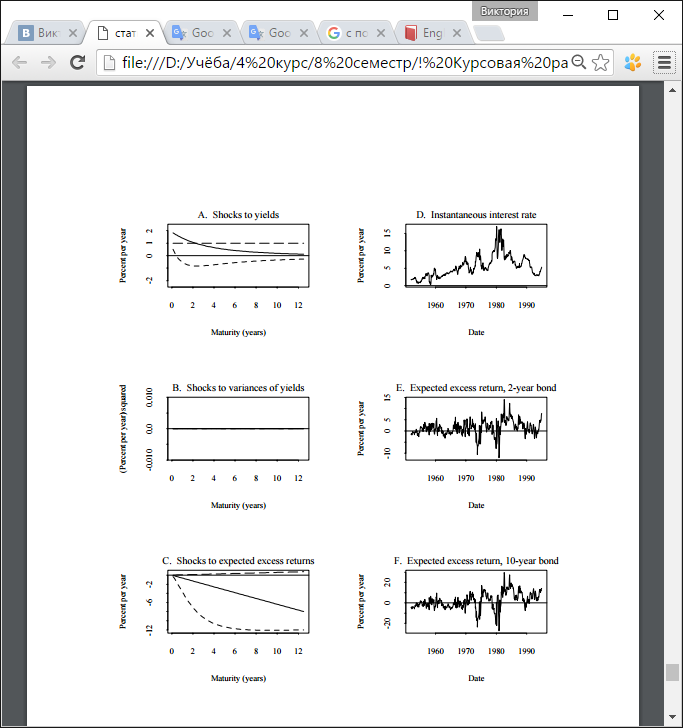 Виктория
Викт
стат
Goo
Goo
с по
Eng
file:///D:/Учёба/4%20курс/8%20семестр/!%20Курсовая%20ра
A. Shocks to yields
Percent per year
2
1
0
-2
0 2 4 6 8 10 12
Maturity (years)
D. Instantaneous interest rate
Percent per year
15
10
5
0
1960 1970 1980 1990
Date
B. Shocks to variances of yields
(Percent per year) squared
0.010
0.0
-0.010
0 2 4 6 8 10 12
Maturity (years)
E. Expected excess return, 2-year bond
Percent per year
15
5
0
-10
1960 1970 1980 1990
Date
C. Shocks to expected excess returns
Percent per year
-2
-6
-12
0 2 4 6 8 10 12
Maturity (years)
F. Expected excess return, 10-year bond
Percent per year
20
0
-20
1960 1970 1980 1990
Date